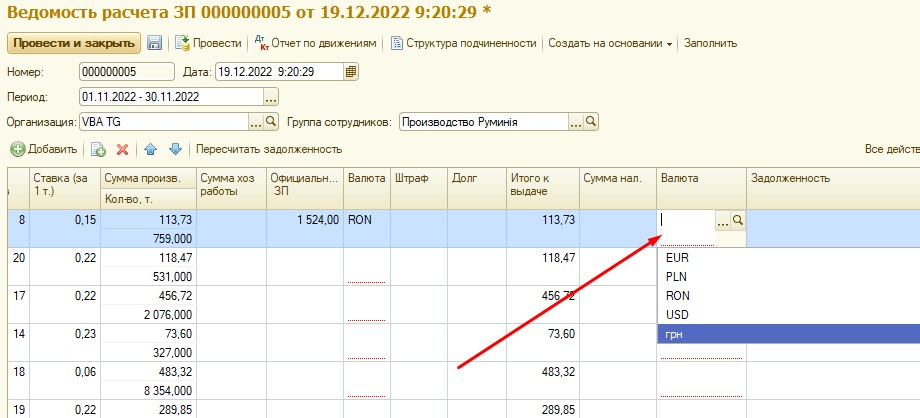 Ведомость расчета ЗП 000000005 от 19.12.2022 9:20:29 *
Провести и закрыть Провести Дт Кт Отчет по движениям Структура подчиненности Создать на основании Заполнить
Номер: 000000005 Дата: 19.12.2022 9:20:29
Период: 01.11.2022 - 30.11.2022 ...
Организация: VBA TG ... Группа сотрудников: Производство Румунія ...
Добавить Пересчитать задолженность Все дейст
Ставка (за 1 т.) Сумма произв. Сумма хоз работы Официальн... ЗП Валюта Штраф Долг Итого к выдаче Сумма нал. Валюта Задолженность
Кол-во, т.
8 0,15 113,73 1 524,00 RON 113,73 ...
759,000
20 0,22 118,47 118,47 EUR
531,000 PLN
17 0,22 456,72 456,72 RON
2 076,000 USD
14 0,23 73,60 73,60 грн
327,000
18 0,06 483,32 483,32
8 354,000
19 0,22 289,85 289,85